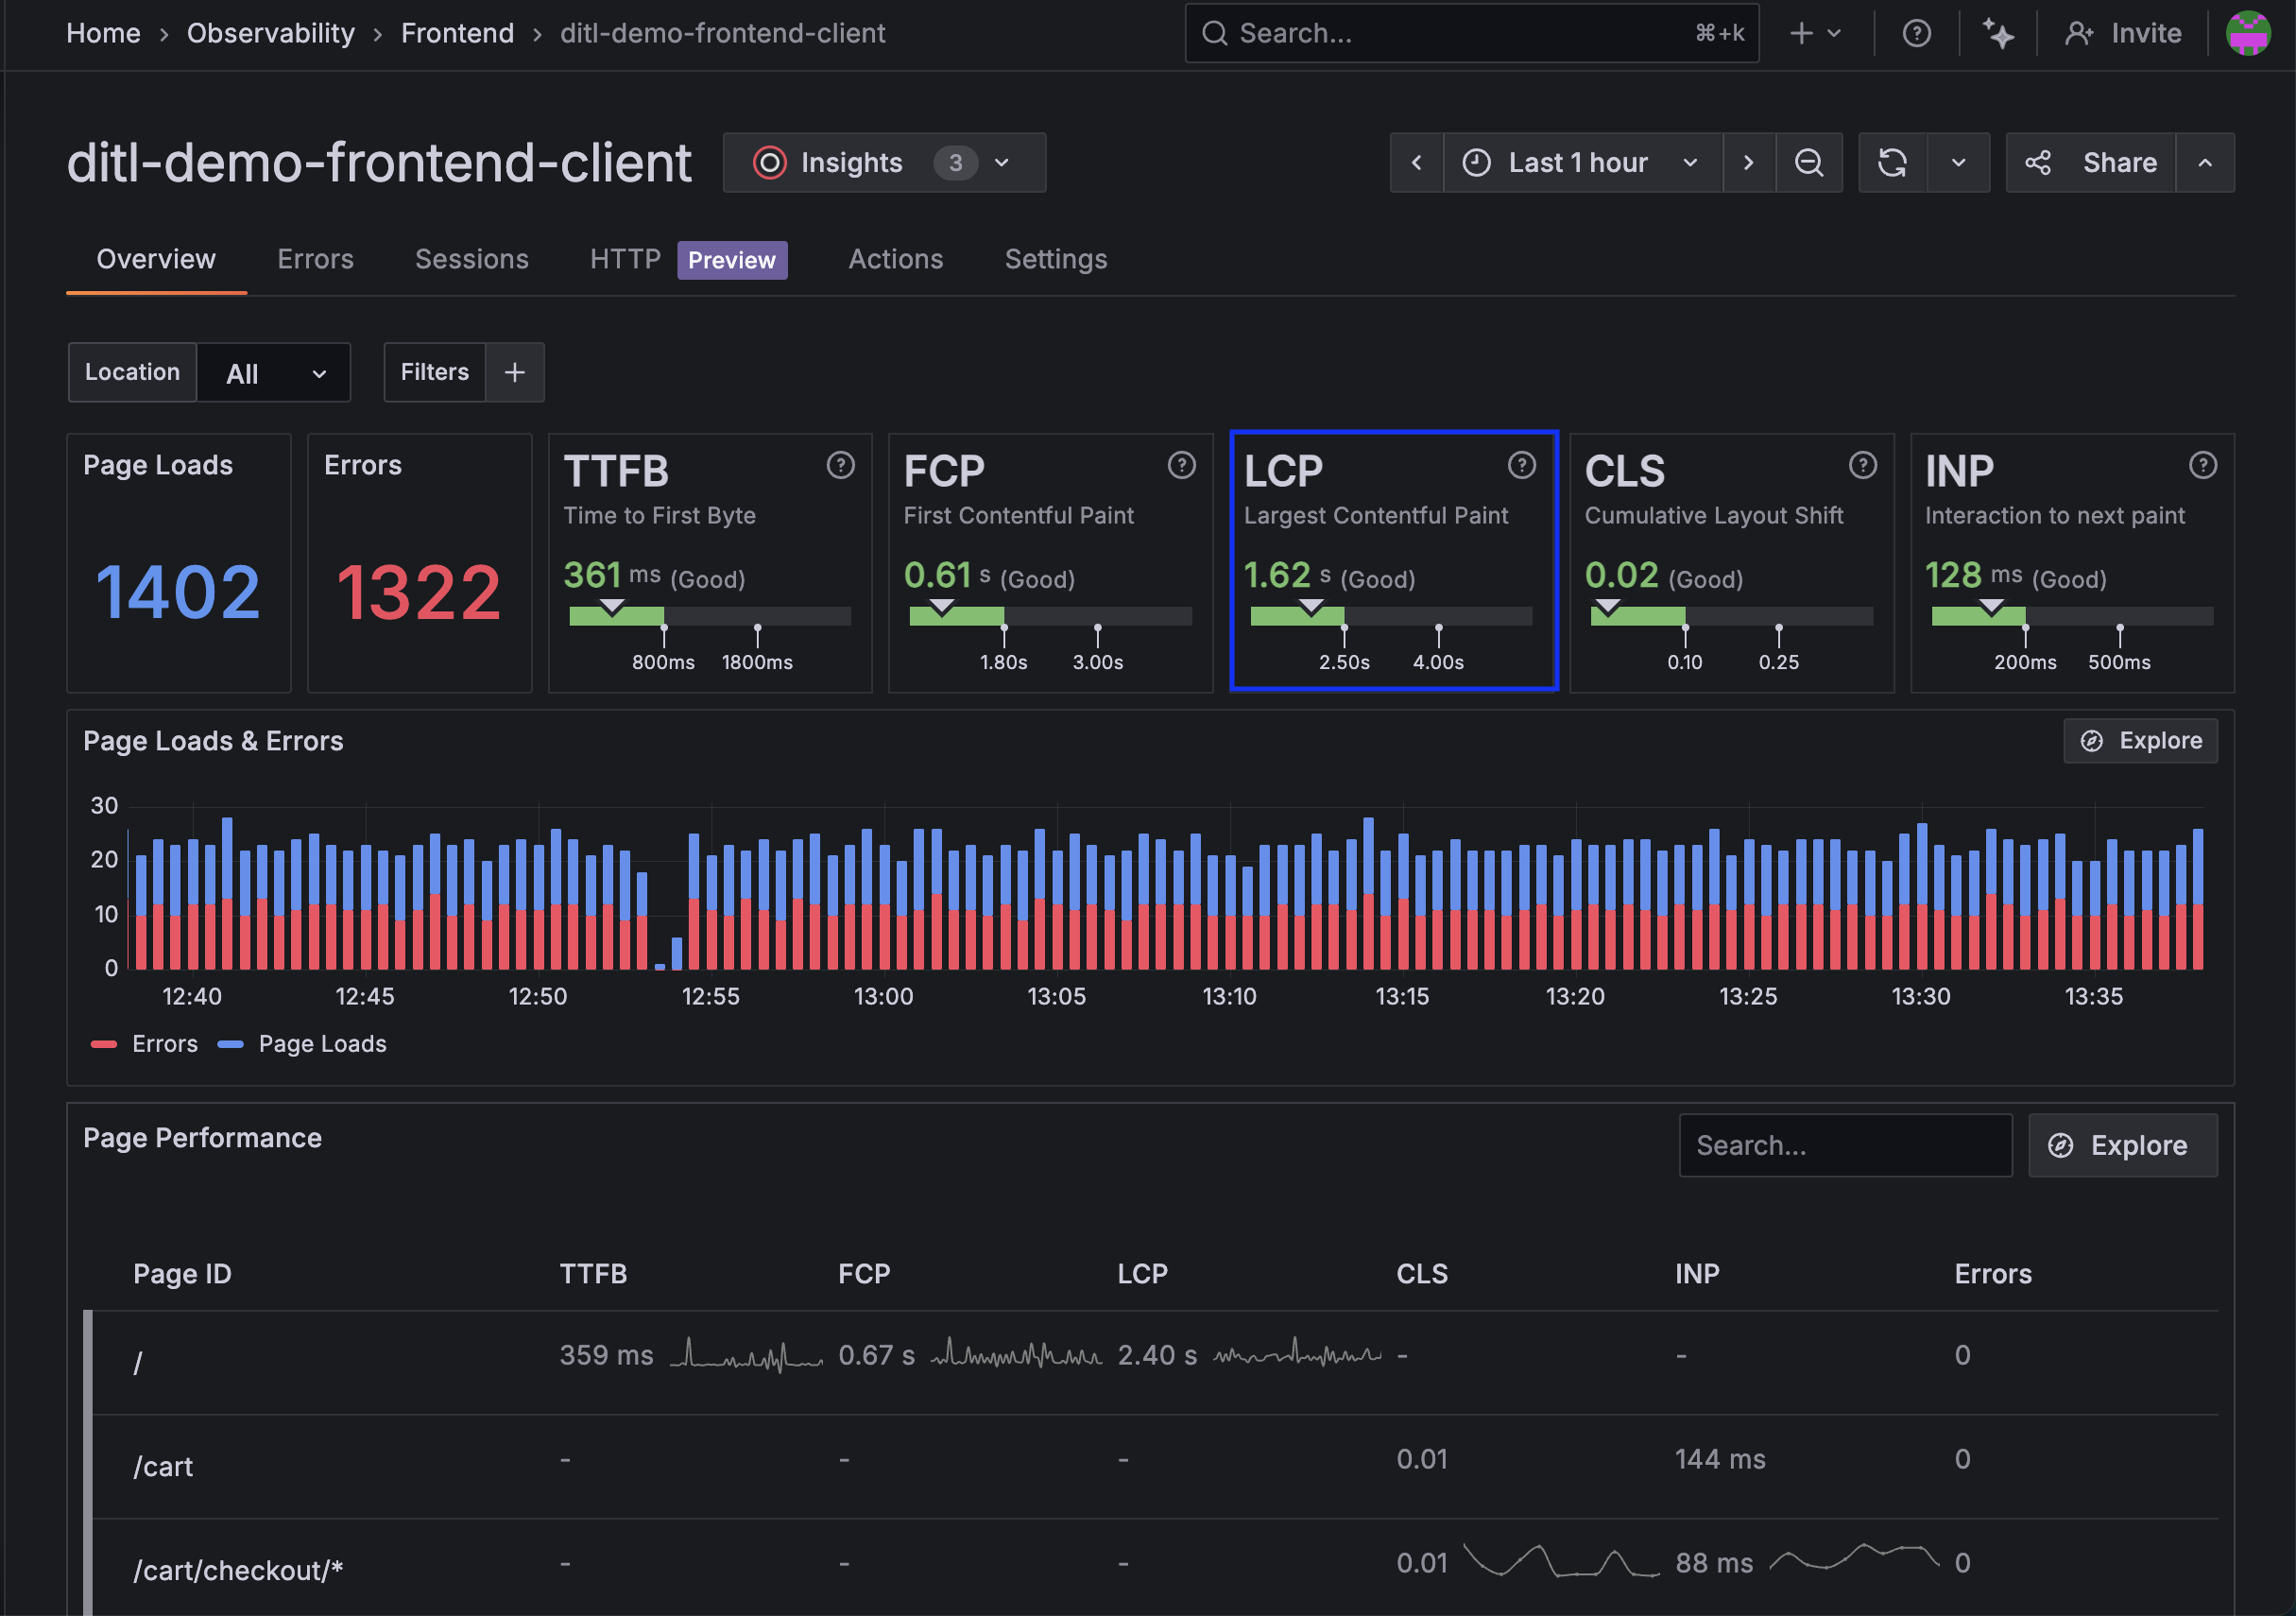 Home › Observability › Frontend › ditl-demo-frontend-client
Search... ⌘+k
Invite
ditl-demo-frontend-client
Insights 3
Last 1 hour
Share
Overview Errors Sessions HTTP Preview Actions Settings
Location All Filters +
Page Loads
1402
Errors
1322
TTFB
Time to First Byte
361 ms (Good)
800ms 1800ms
FCP
First Contentful Paint
0.61 s (Good)
1.80s 3.00s
LCP
Largest Contentful Paint
1.62 s (Good)
2.50s 4.00s
CLS
Cumulative Layout Shift
0.02 (Good)
0.10 0.25
INP
Interaction to next paint
128 ms (Good)
200ms 500ms
Page Loads & Errors
Explore
30
20
10
0
12:40 12:45 12:50 12:55 13:00 13:05 13:10 13:15 13:20 13:25 13:30 13:35
Errors Page Loads
Page Performance
Search...
Explore
Page ID TTFB FCP LCP CLS INP Errors
/ 359 ms 0.67 s 2.40 s - - 0
/cart - - - 0.01 144 ms 0
/cart/checkout/* - - - 0.01 88 ms 0